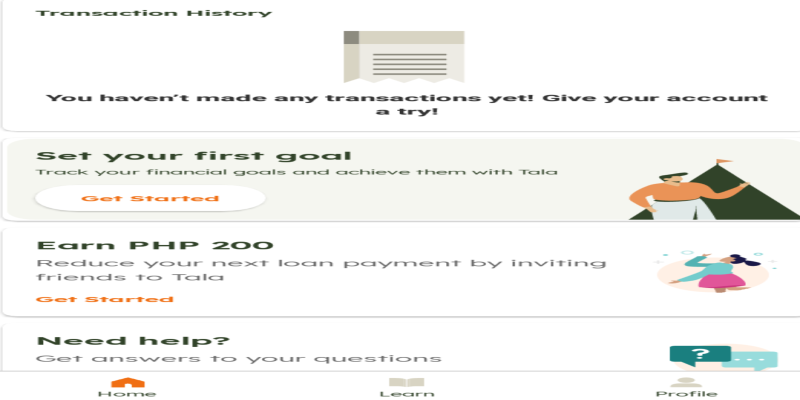 Transaction History
You haven't made any transactions yet! Give your account
a try!
Set your first goal
Track your financial goals and achieve them with Tala
Get Started
Earn PHP 200
Reduce your next loan payment by inviting
friends to Tala
Get Started
Need help?
?
Get answers to your questions
Home
Learn
Profile